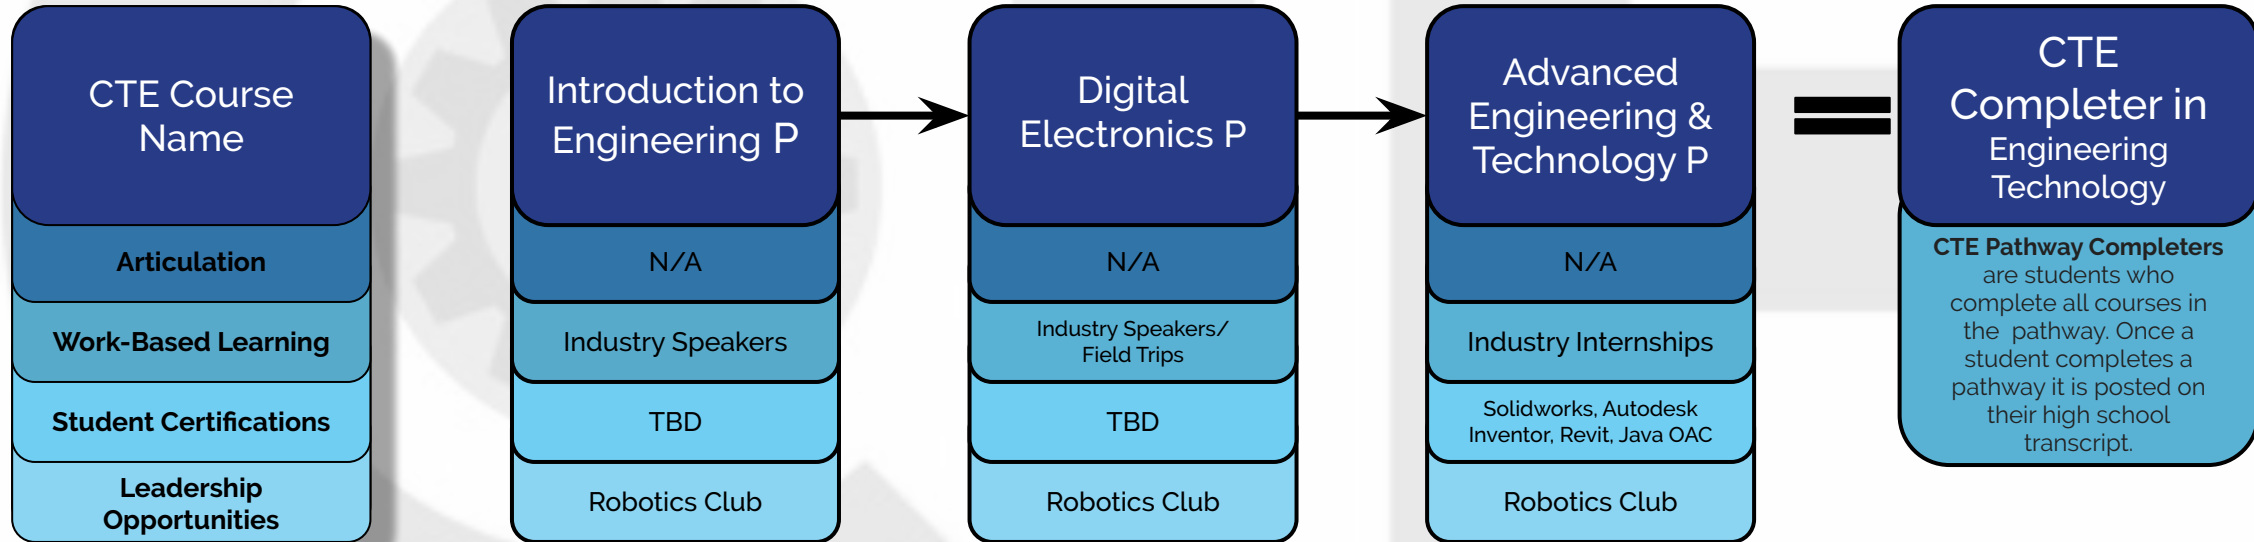 CTE Course
Name
Articulation
Work-Based Learning
Student Certifications
Leadership
Opportunities
Introduction to
Engineering P
N/A
Industry Speakers
TBD
Robotics Club
Digital
Electronics P
N/A
Industry Speakers/
Field Trips
TBD
Robotics Club
Advanced
Engineering &
Technology P
N/A
Industry Internships
Solidworks, Autodesk
Inventor, Revit, Java OAC
Robotics Club
=
CTE
Completer in
Engineering
Technology
CTE Pathway Completers
are students who
complete all courses in
the pathway. Once a
student completes a
pathway it is posted on
their high school
transcript.